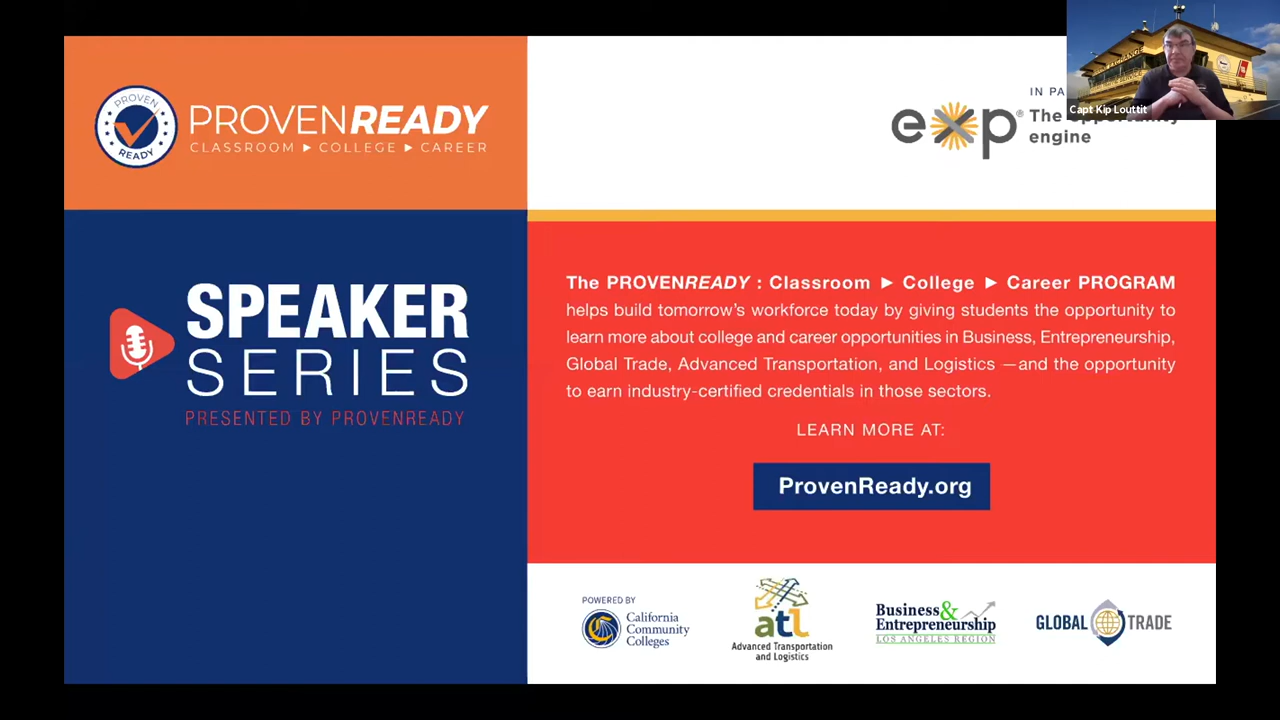 PROVEN
READY
PROVENREADY
CLASSROOM ▶ COLLEGE ▶ CAREER
IN PA
exp® The opportunity
engine
Capt Kip Louttit
SPEAKER
SERIES
PRESENTED BY PROVENREADY
The PROVENREADY : Classroom ▶ College ▶ Career PROGRAM
helps build tomorrow's workforce today by giving students the opportunity to
learn more about college and career opportunities in Business, Entrepreneurship,
Global Trade, Advanced Transportation, and Logistics —and the opportunity
to earn industry-certified credentials in those sectors.
LEARN MORE AT:
ProvenReady.org
POWERED BY
California
Community
Colleges
atl
Advanced Transportation
and Logistics
Business &
Entrepreneurship
LOS ANGELES REGION
GLOBAL TRADE